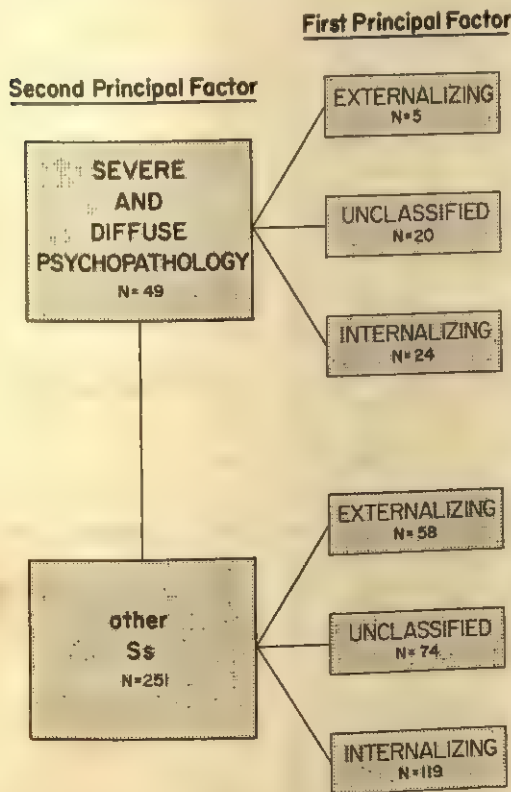 First Principal Factor
Second Principal Factor
EXTERNALIZING
N=5
SEVERE
AND
DIFFUSE
PSYCHOPATHOLOGY
N=49
UNCLASSIFIED
N=20
INTERNALIZING
N=24
EXTERNALIZING
N=58
other
Ss
N=251
UNCLASSIFIED
N=74
INTERNALIZING
N=119